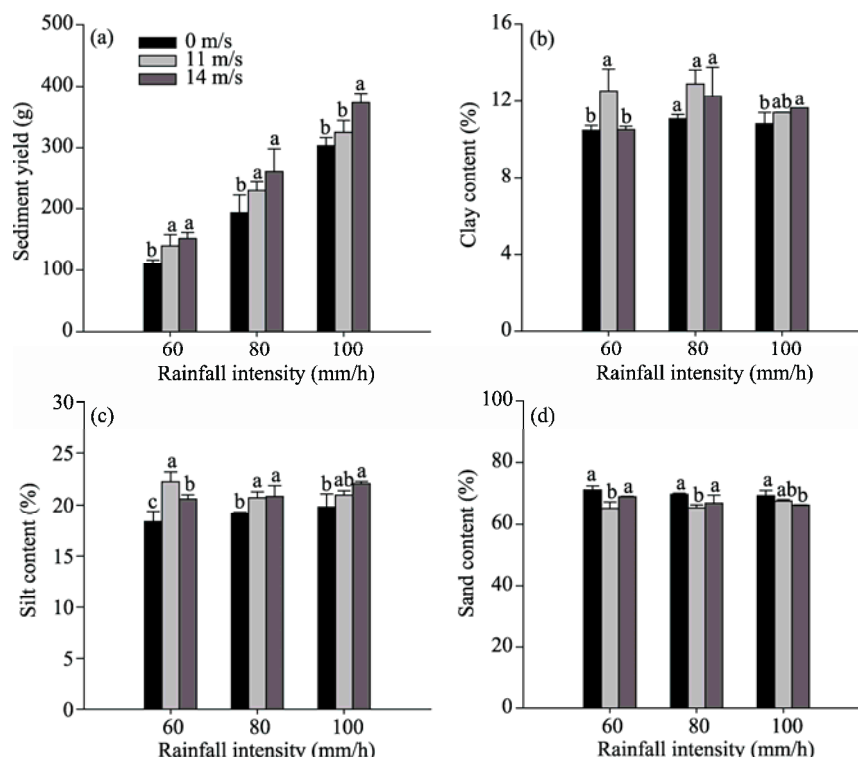 (a)
0 m/s
11 m/s
14 m/s
500
400
300
200
100
0
Sediment yield (g)
b a a
b a a
b b a
60 80 100
Rainfall intensity (mm/h)
(b)
16
12
8
4
0
Clay content (%)
b a b
a a a
b ab a
60 80 100
Rainfall intensity (mm/h)
(c)
30
25
20
15
10
5
0
Silt content (%)
c a b
b a a
b ab a
60 80 100
Rainfall intensity (mm/h)
(d)
100
80
60
40
20
0
Sand content (%)
a b a
a b a
a ab b
60 80 100
Rainfall intensity (mm/h)